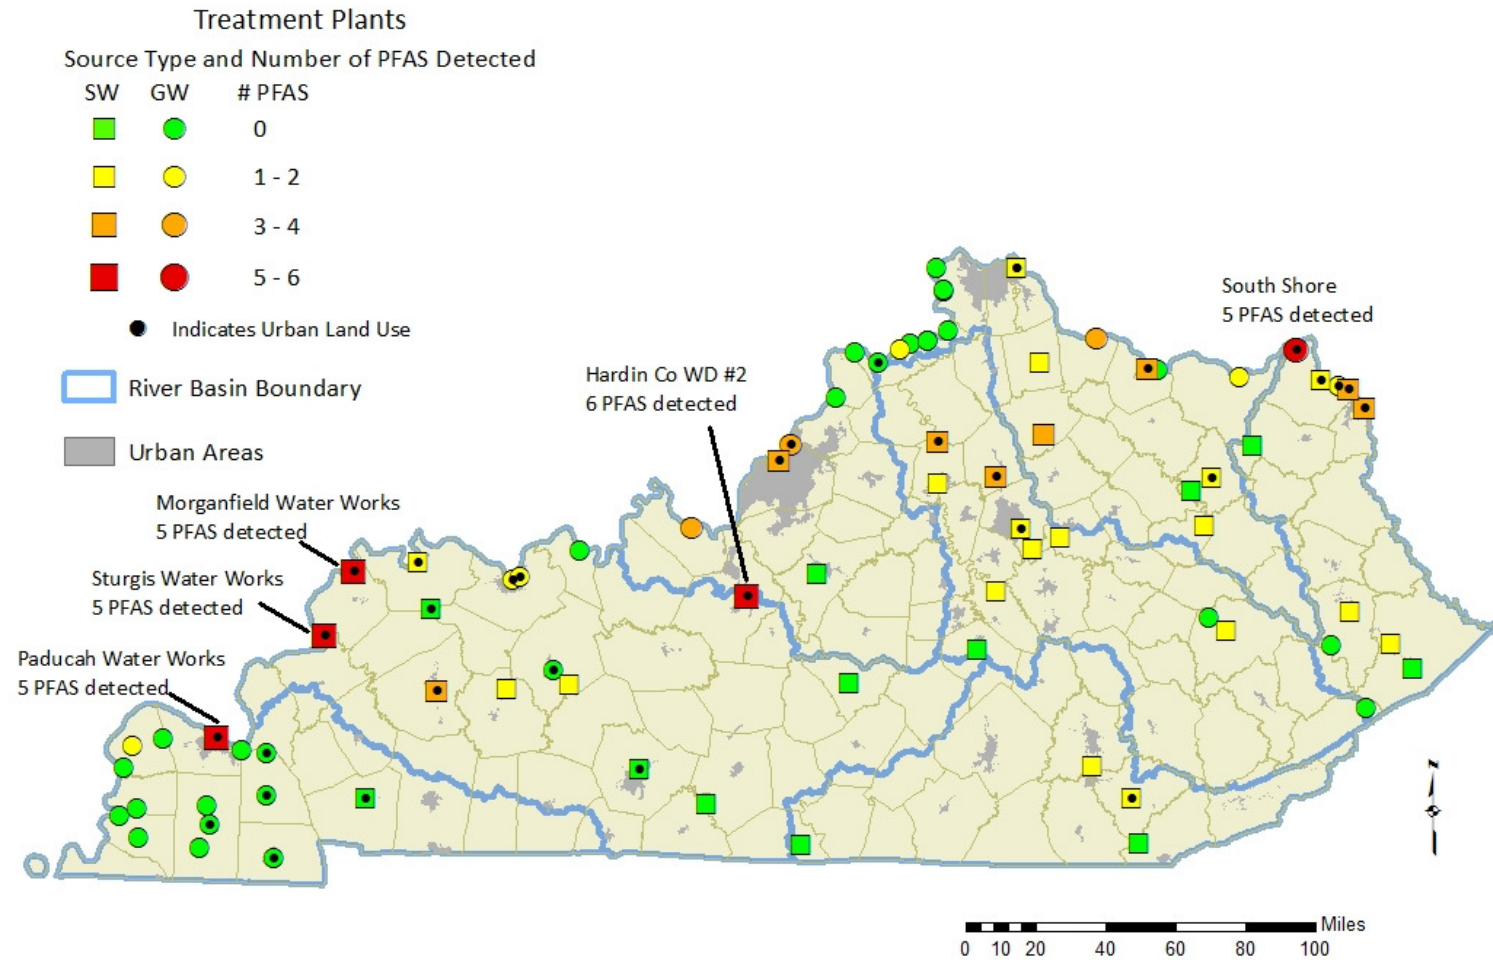 Treatment Plants
Source Type and Number of PFAS Detected
SW GW # PFAS
0
1 - 2
3 - 4
5 - 6
Indicates Urban Land Use
River Basin Boundary
Urban Areas
South Shore
5 PFAS detected
Hardin Co WD #2
6 PFAS detected
Morganfield Water Works
5 PFAS detected
Sturgis Water Works
5 PFAS detected
Paducah Water Works
5 PFAS detected
N
Miles
0 10 20 40 60 80 100